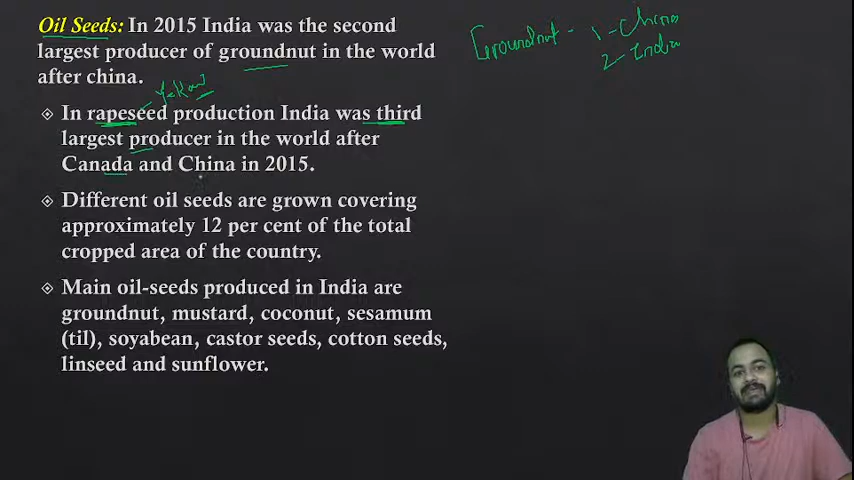 Oil Seeds: In 2015 India was the second
largest producer of groundnut in the world
after china.
Yellow
In rapeseed production India was third
largest producer in the world after
Canada and China in 2015.
Different oil seeds are grown covering
approximately 12 per cent of the total
cropped area of the country.
Main oil-seeds produced in India are
groundnut, mustard, coconut, sesamum
(til), soyabean, castor seeds, cotton seeds,
linseed and sunflower.
Groundnut - 1 - China
2 - India